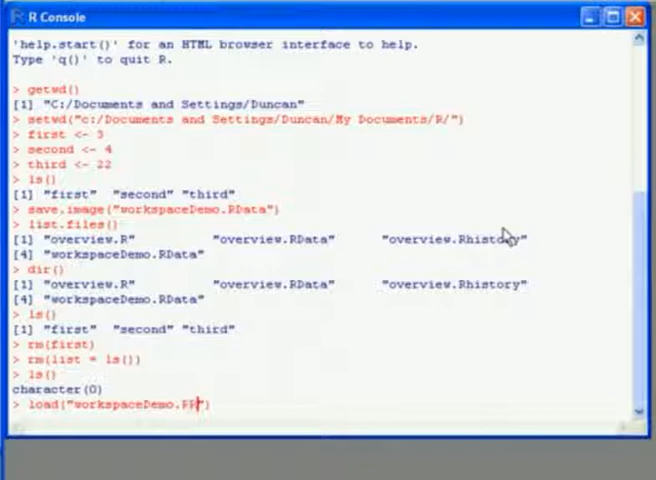 R Console
'help.start()' for an HTML browser interface to help.
Type 'q()' to quit R.
> getwd()
[1] "C:/Documents and Settings/Duncan"
> setwd("c:/Documents and Settings/Duncan/My Documents/R/")
> first <- 3
> second <- 4
> third <- 22
> ls()
[1] "first"  "second" "third"
> save.image("workspaceDemo.RData")
> list.files()
[1] "overview.R" "overview.RData" "overview.Rhistory"
[4] "workspaceDemo.RData"
> dir()
[1] "overview.R" "overview.RData" "overview.Rhistory"
[4] "workspaceDemo.RData"
> ls()
[1] "first"  "second" "third"
> rm(first)
> rm(list = ls())
> ls()
character(0)
> load("workspaceDemo.RR")